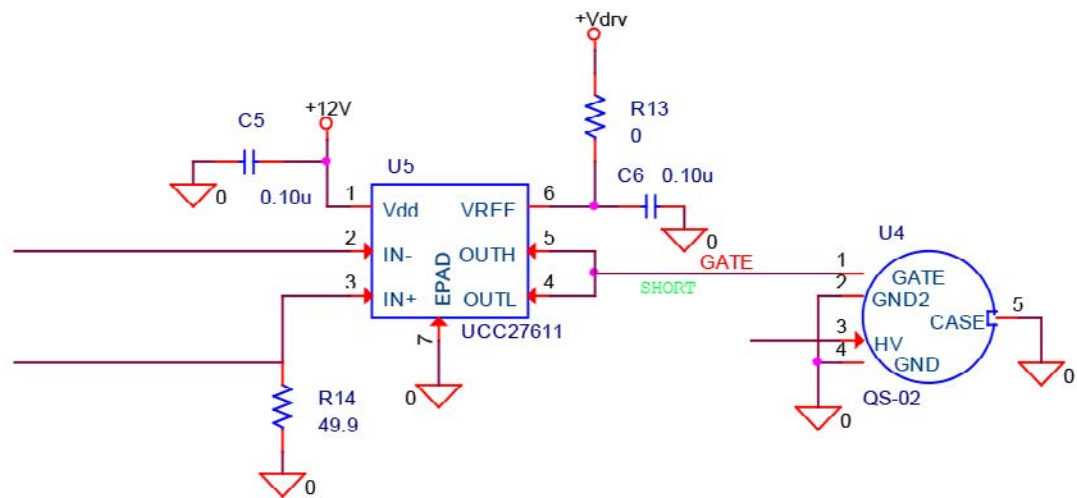 +Vdrv
+12V
R13
0
C5
0.10u
0
U5
C6 0.10u
0
1 Vdd
VREF 6
2 IN-
OUTH 5
3 IN+
OUTL 4
EPAD
7
UCC27611
0
GATE
SHORT
U4
1 GATE
2 GND2
3 HV
4 GND
CASE 5
QS-02
0
0
R14
49.9
0